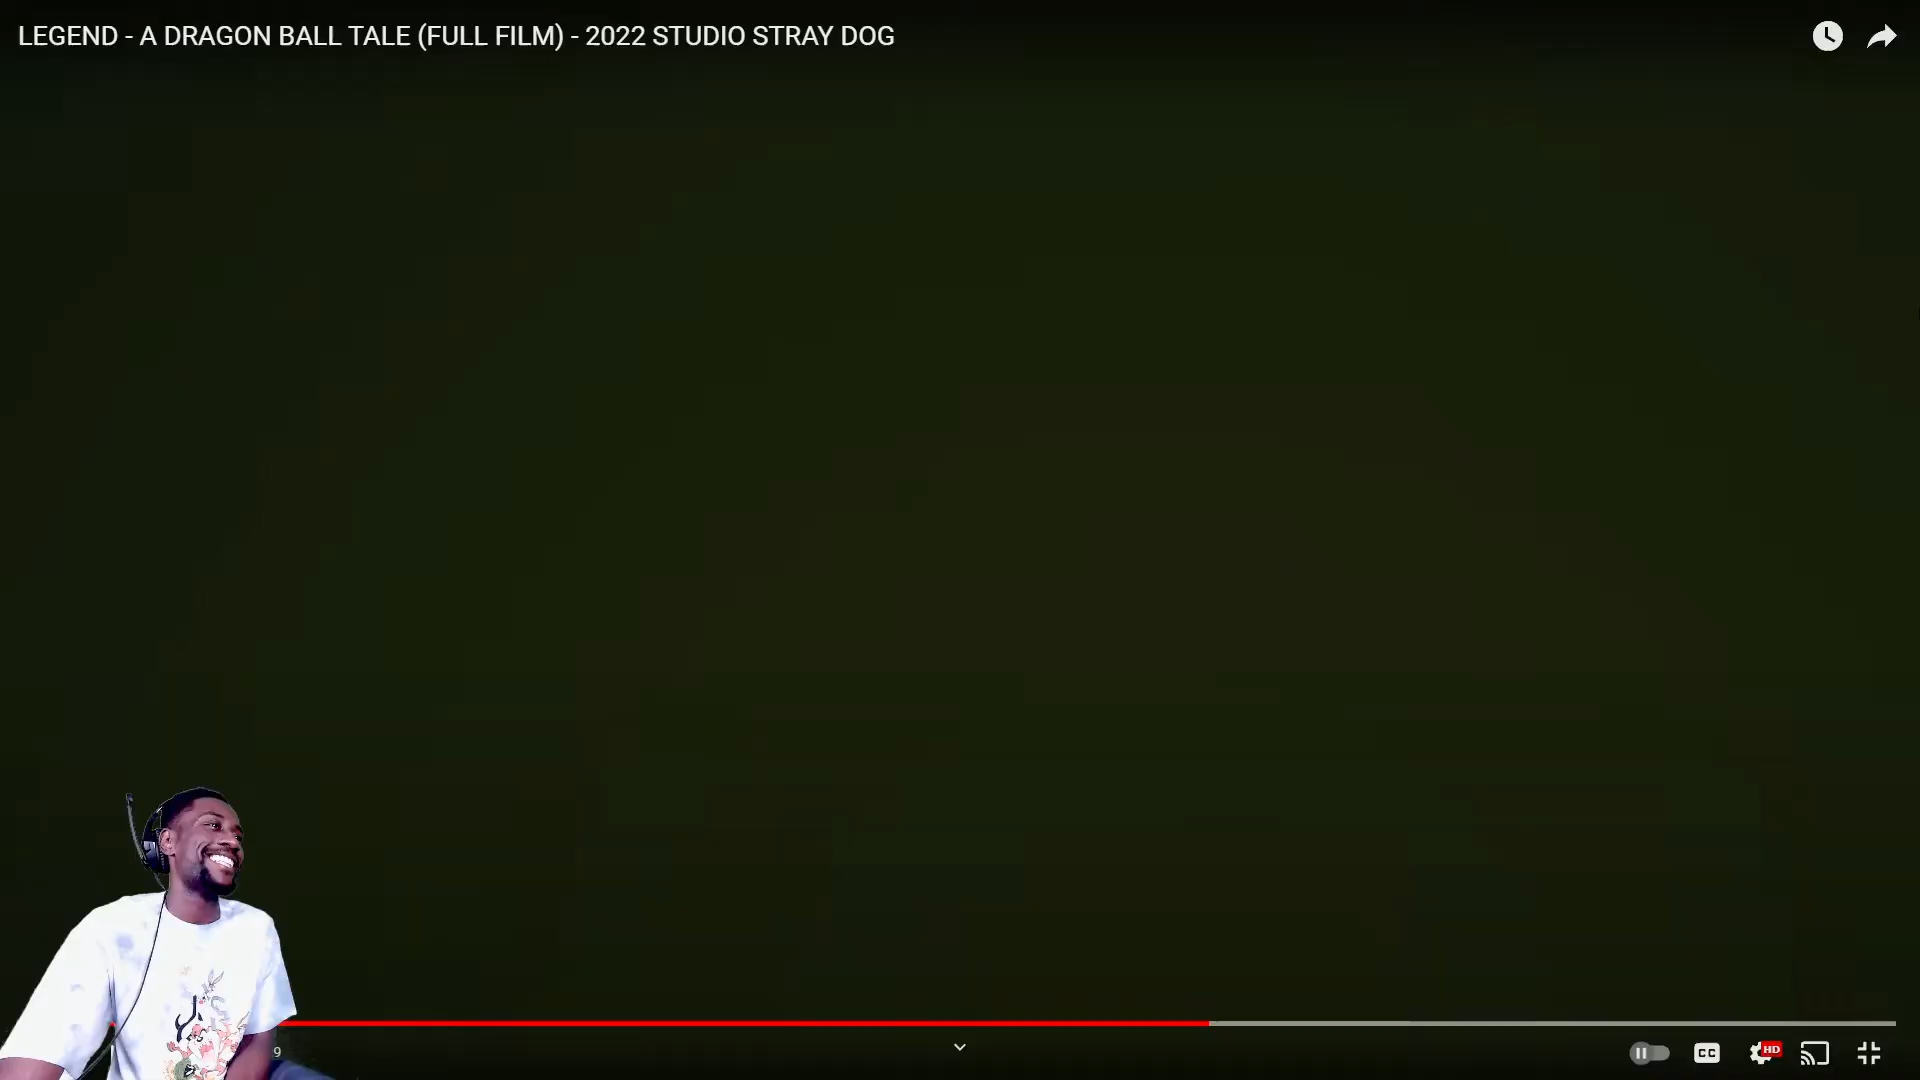 LEGEND - A DRAGON BALL TALE (FULL FILM) - 2022 STUDIO STRAY DOG
9
CC
HD